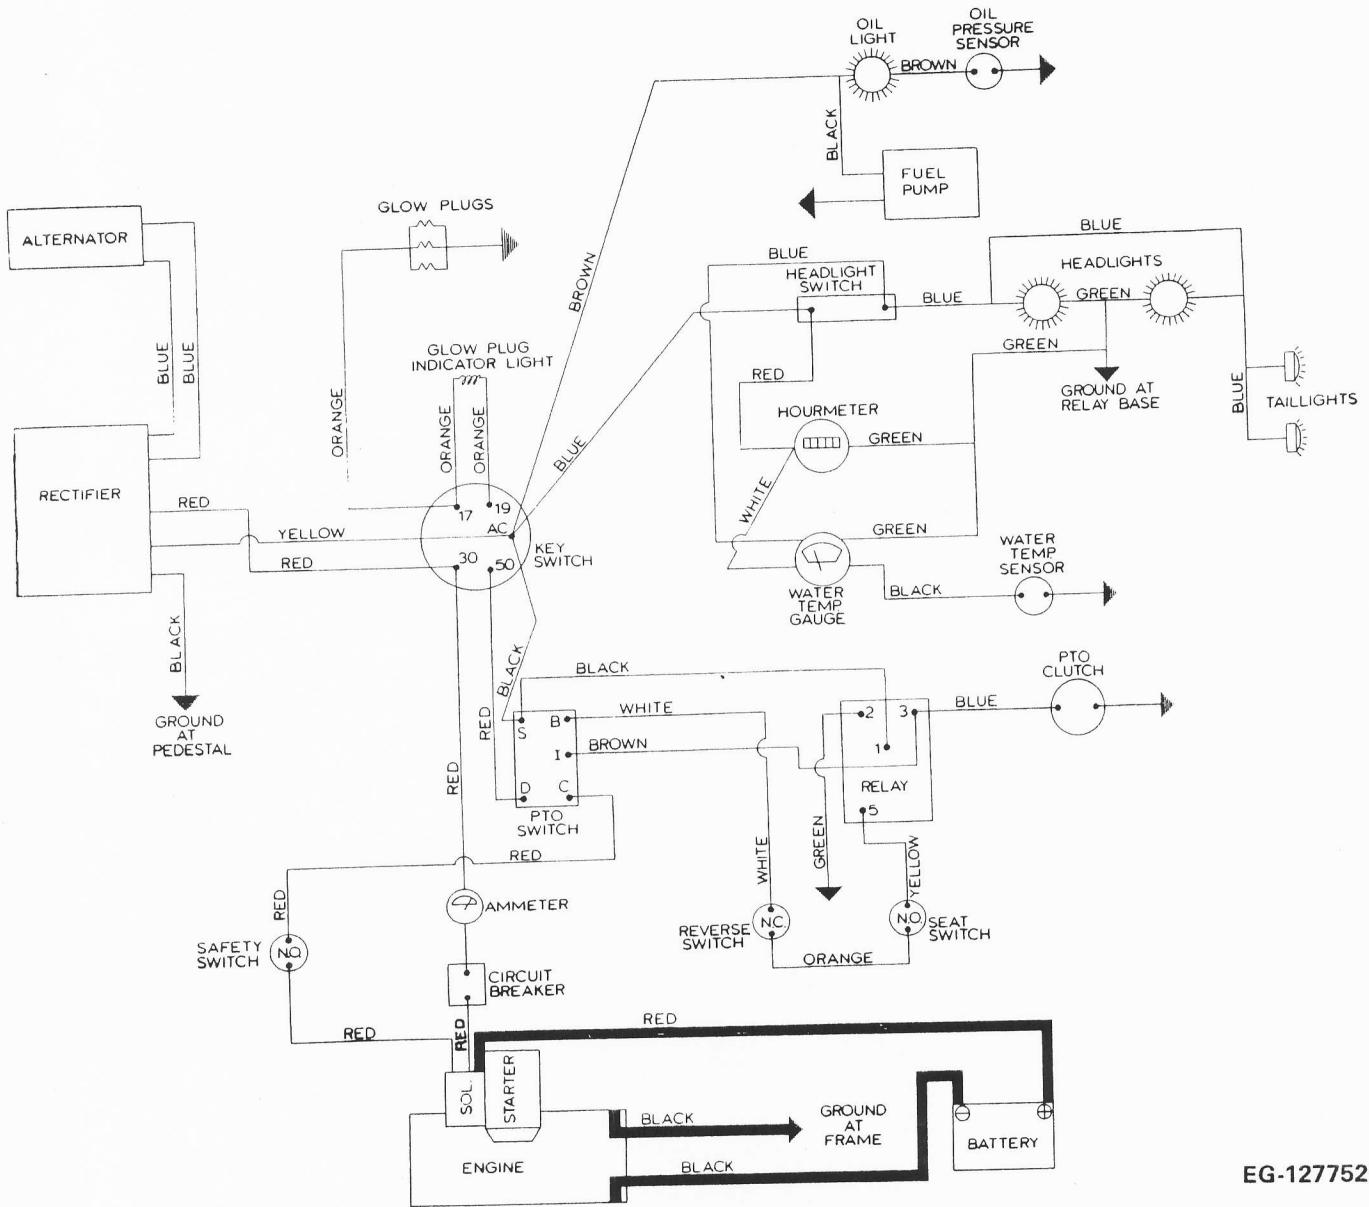 OIL
LIGHT
OIL
PRESSURE
SENSOR
BROWN
BLACK
FUEL
PUMP
GLOW PLUGS
ALTERNATOR
BLUE
BLUE
BROWN
BLUE
HEADLIGHT
SWITCH
BLUE
BLUE
HEADLIGHTS
GREEN
GREEN
GROUND AT
RELAY BASE
BLUE
TAILLIGHTS
GLOW PLUG
INDICATOR LIGHT
ORANGE
ORANGE
ORANGE
BLUE
RED
HOURMETER
GREEN
WHITE
RECTIFIER
RED
YELLOW
RED
17
19
AC
30
50
KEY
SWITCH
GREEN
WATER
TEMP
GAUGE
BLACK
WATER
TEMP
SENSOR
BLACK
GROUND
AT
PEDESTAL
BLACK
BLACK
RED
RED
S
B
I
D
C
PTO
SWITCH
WHITE
BROWN
2
3
1
RELAY
5
BLUE
PTO
CLUTCH
WHITE
GREEN
YELLOW
RED
RED
AMMETER
SAFETY
SWITCH
N.O.
REVERSE
SWITCH
N.C.
N.O.
SEAT
SWITCH
ORANGE
CIRCUIT
BREAKER
RED
RED
RED
SOL.
STARTER
ENGINE
BLACK
GROUND
AT
FRAME
BLACK
BATTERY
EG-127752